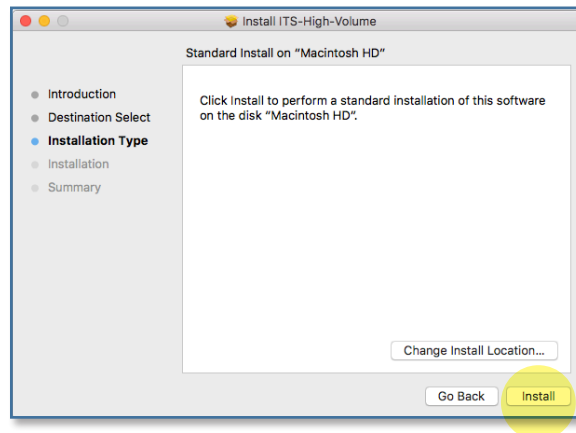 Install ITS-High-Volume
Standard Install on “Macintosh HD”
Introduction
Destination Select
Installation Type
Installation
Summary
Click Install to perform a standard installation of this software
on the disk “Macintosh HD”.
Change Install Location...
Go Back
Install